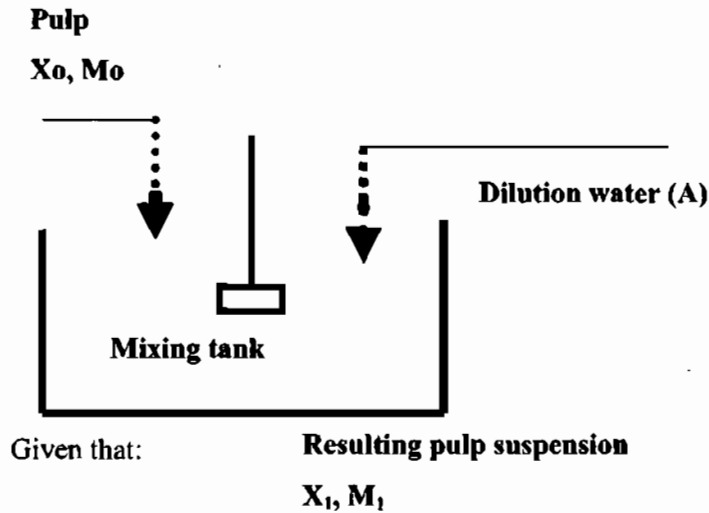 Pulp
Xo, Mo
Dilution water (A)
Mixing tank
Given that:
Resulting pulp suspension
X₁, M₁